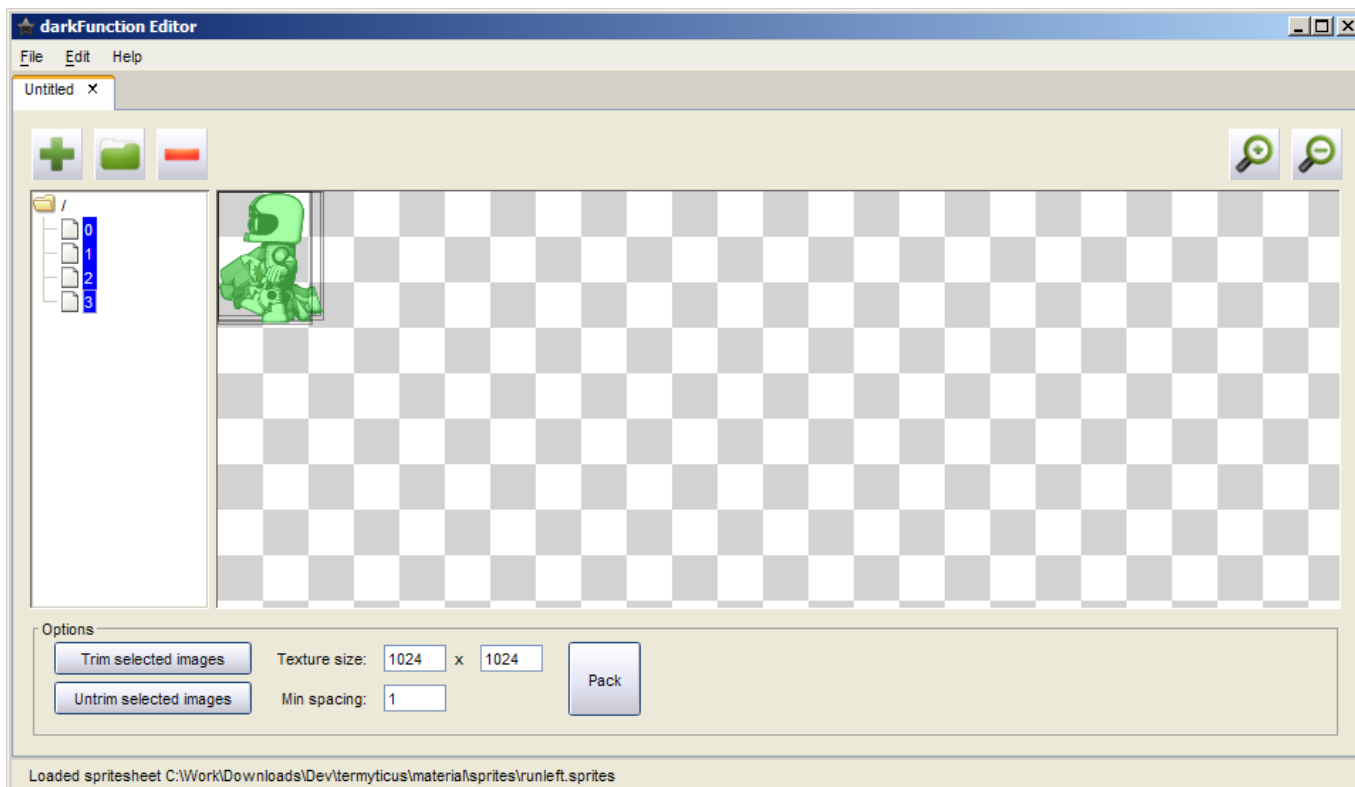 darkFunction Editor
File Edit Help
Untitled
/
0
1
2
3
Options
Trim selected images Texture size: 1024 x 1024
Pack
Untrim selected images Min spacing: 1
Loaded spritesheet C:\Work\Downloads\Dev\termyticus\material\sprites\runleft.sprites